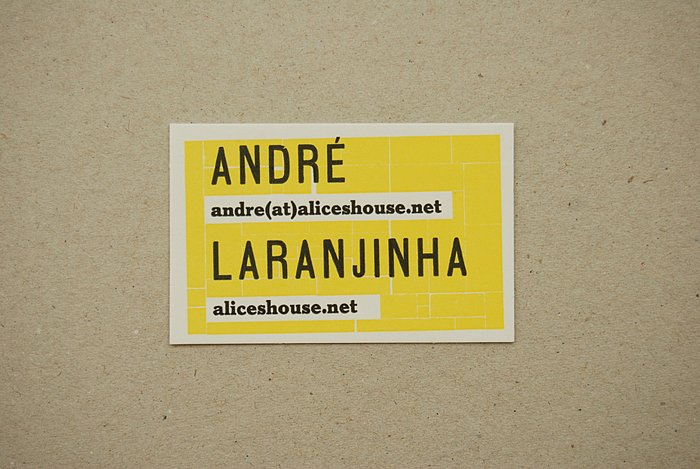 ANDRÉ
andre(at)aliceshouse.net
LARANJINHA
aliceshouse.net